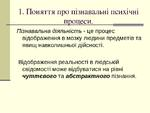 1. Поняття про пізнавальні психічні
процеси.
Пізнавальна діяльність - це процес
відображення в мозку людини предметів та
явищ навколишньої дійсності.
Відображення реальності в людській
свідомості може відбуватися на рівні
чуттєвого та абстрактного пізнання.